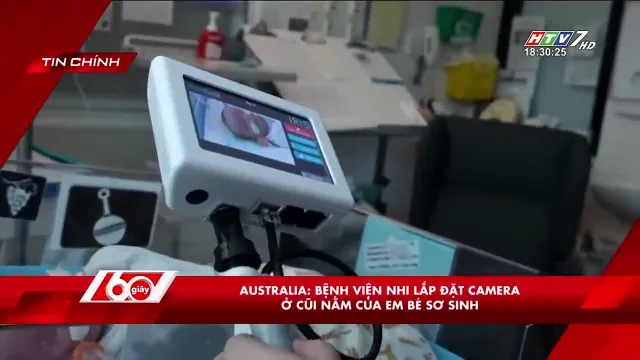 TIN CHÍNH
HTV7 HD
18:30:25
IRIS
60 giây
AUSTRALIA: BỆNH VIỆN NHI LẮP ĐẶT CAMERA
Ở CŨI NẰM CỦA EM BÉ SƠ SINH